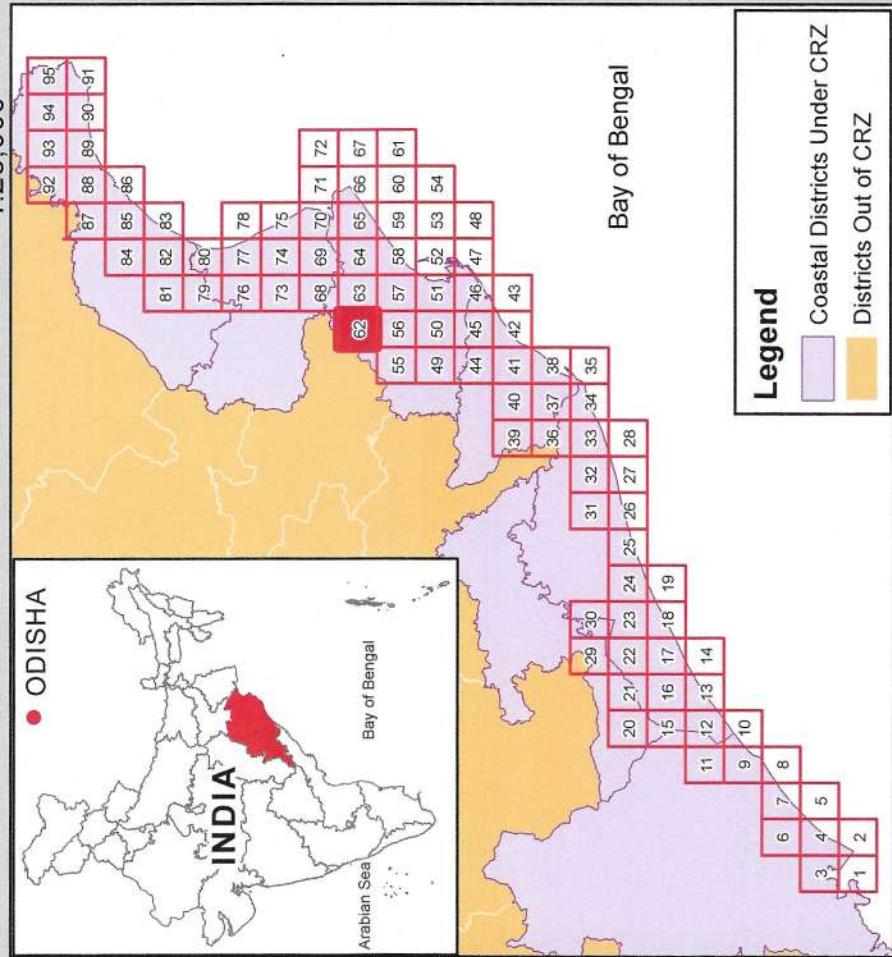 ODISHA
INDIA
Arabian Sea
Bay of Bengal
92 93 94 95
87 88 89 90 91
84 85 86
81 82 83
79 80
76 77 78
73 74 75
68 69 70 71 72
62 63 64 65 66 67
55 56 57 58 59 60 61
49 50 51 52 53 54
44 45 46 47 48
39 40 41 42 43
36 37 38
29 30 31 32 33 34 35
20 21 22 23 24 25 26 27 28
15 16 17 18 19
11 12 13 14
9 10
6 7 8
3 4 5
1 2
Bay of Bengal
Legend
Coastal Districts Under CRZ
Districts Out of CRZ